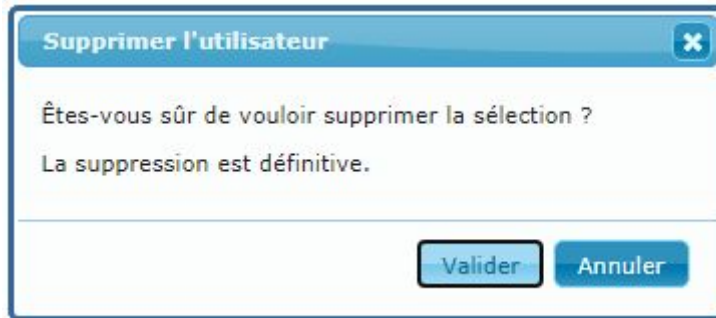 Supprimer l'utilisateur
Êtes-vous sûr de vouloir supprimer la sélection ?
La suppression est définitive.
Valider Annuler